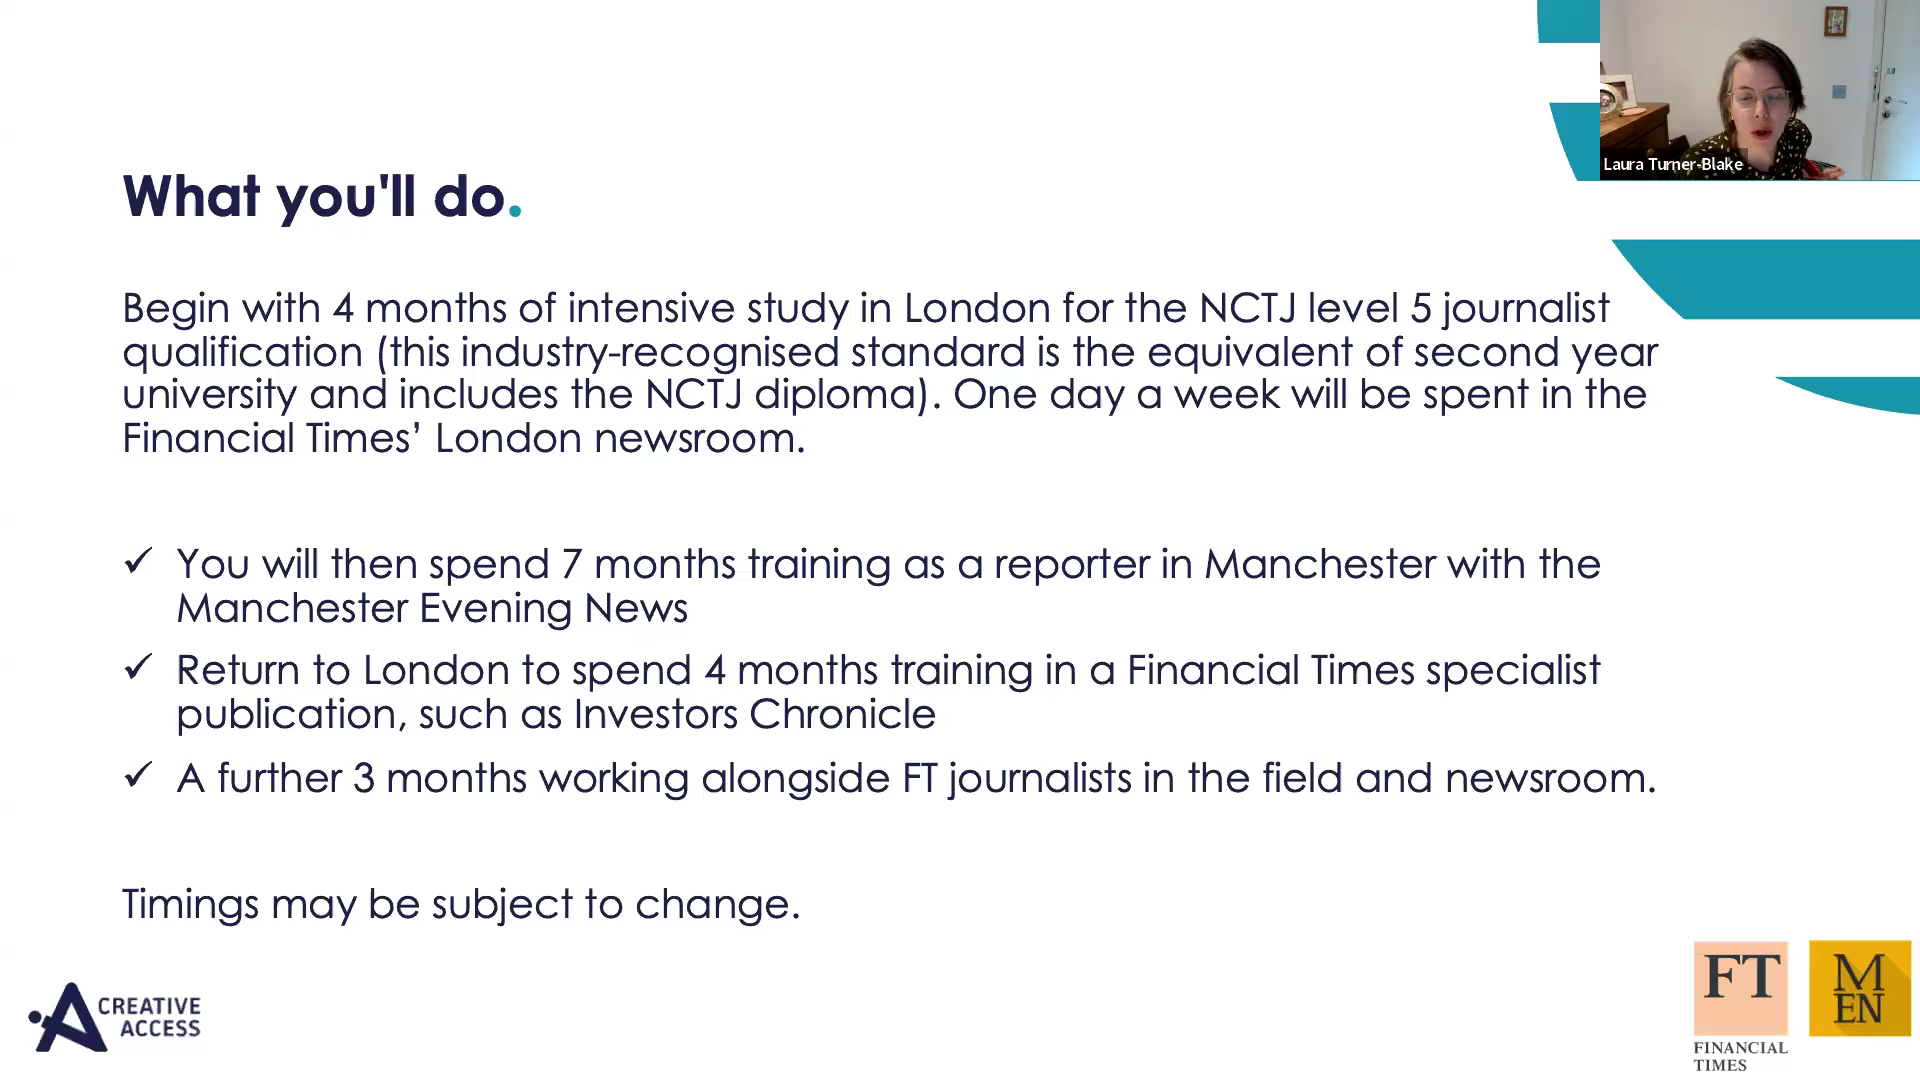 Laura Turner-Blake
What you'll do.
Begin with 4 months of intensive study in London for the NCTJ level 5 journalist
qualification (this industry-recognised standard is the equivalent of second year
university and includes the NCTJ diploma). One day a week will be spent in the
Financial Times’ London newsroom.
✓ You will then spend 7 months training as a reporter in Manchester with the
Manchester Evening News
✓ Return to London to spend 4 months training in a Financial Times specialist
publication, such as Investors Chronicle
✓ A further 3 months working alongside FT journalists in the field and newsroom.
Timings may be subject to change.
CREATIVE
ACCESS
FT
FINANCIAL
TIMES
M
EN